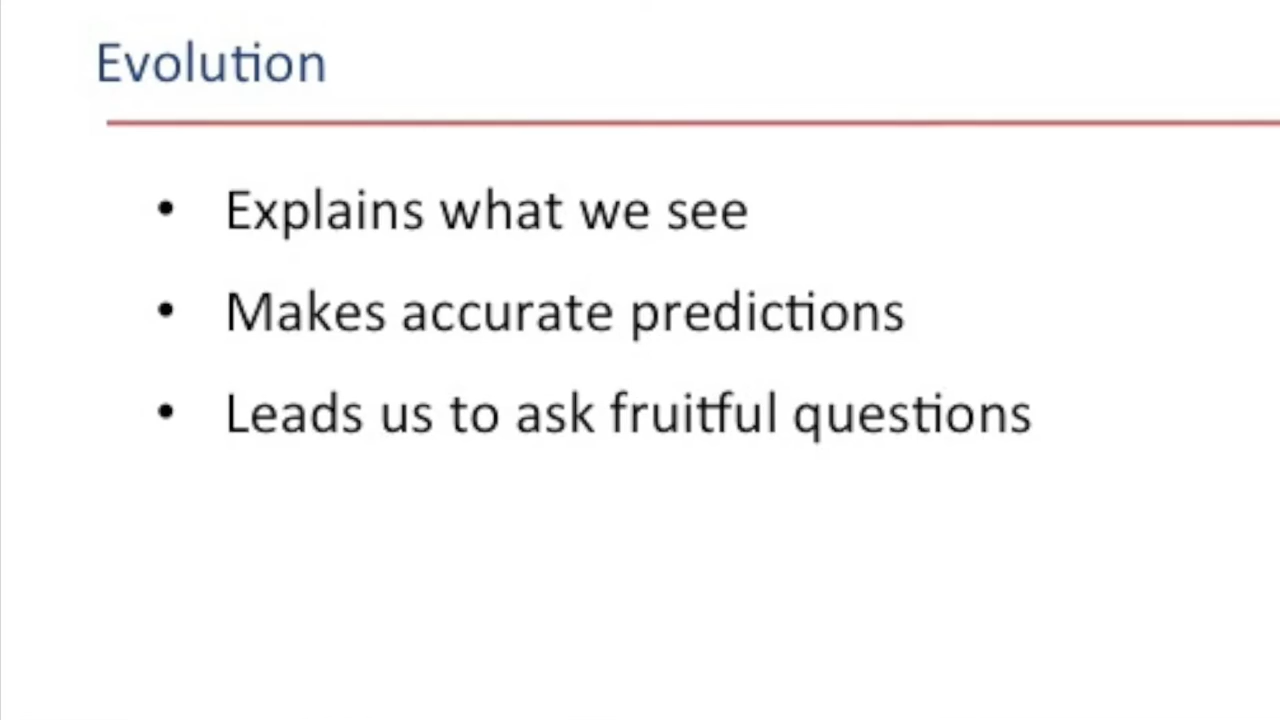 Evolution
• Explains what we see
• Makes accurate predictions
• Leads us to ask fruitful questions